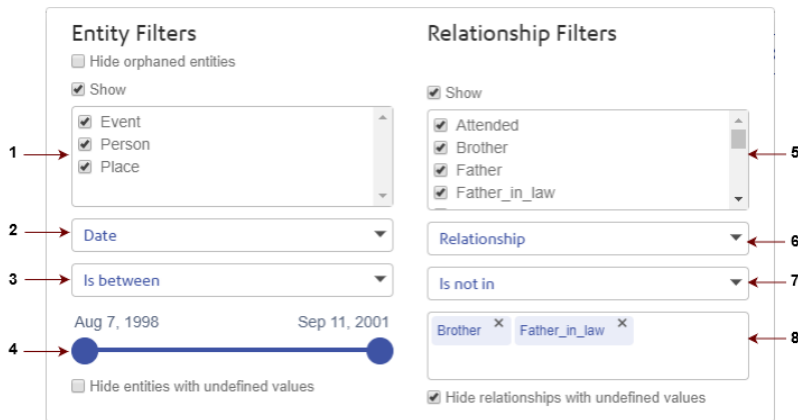 Entity Filters
Hide orphaned entities
Show
Event
Person
Place
Date
Is between
Aug 7, 1998 Sep 11, 2001
Hide entities with undefined values
Relationship Filters
Show
Attended
Brother
Father
Father_in_law
Relationship
Is not in
Brother × Father_in_law ×
Hide relationships with undefined values
1
2
3
4
5
6
7
8